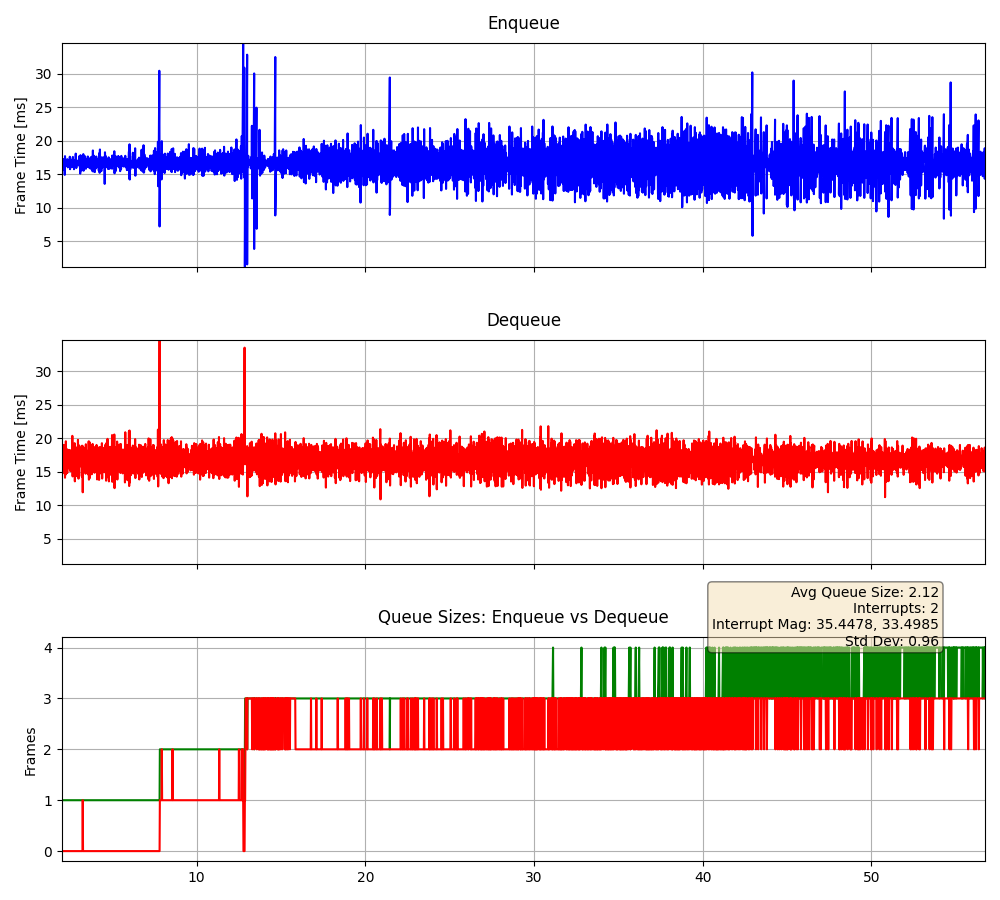 Enqueue
Frame Time [ms]
30
25
20
15
10
5
Dequeue
Frame Time [ms]
30
25
20
15
10
5
Avg Queue Size: 2.12
Interrupts: 2
Interrupt Mag: 35.4478, 33.4985
Std Dev: 0.96
Queue Sizes: Enqueue vs Dequeue
Frames
4
3
2
1
0
10 20 30 40 50